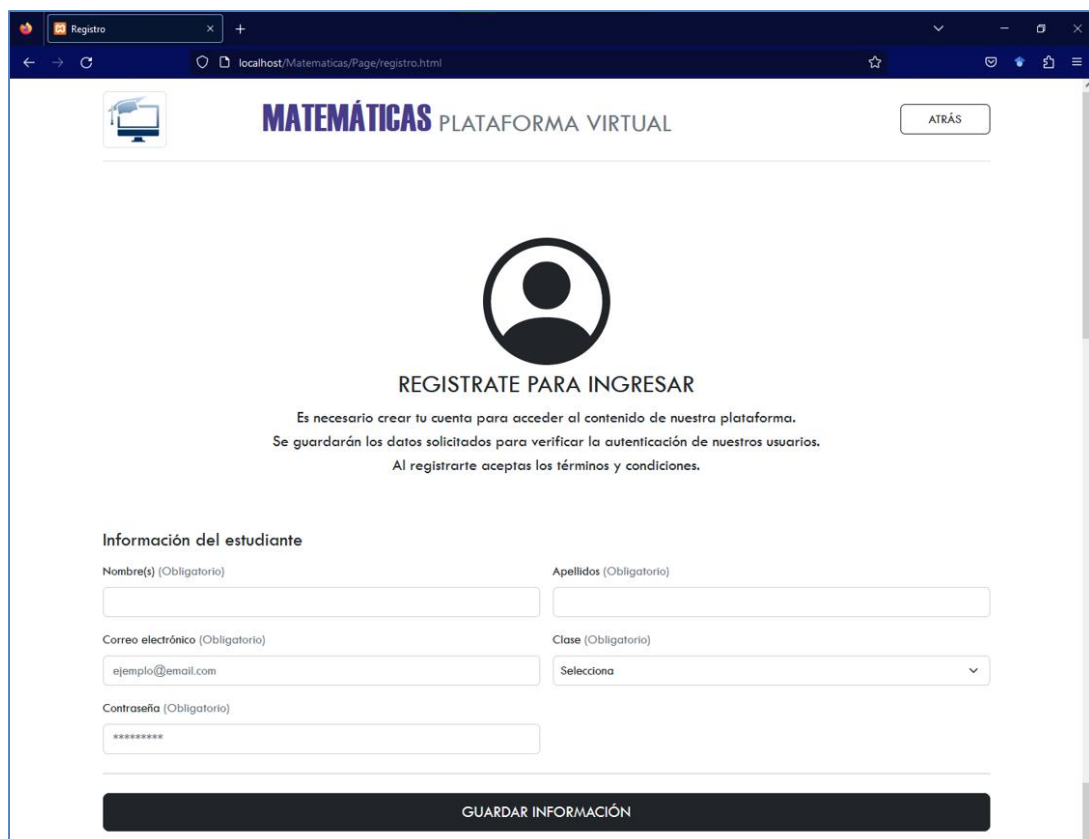 Registro
localhost/Matematicas/Page/registro.html
MATEMÁTICAS PLATAFORMA VIRTUAL
ATRÁS
REGISTRATE PARA INGRESAR
Es necesario crear tu cuenta para acceder al contenido de nuestra plataforma.
Se guardarán los datos solicitados para verificar la autenticación de nuestros usuarios.
Al registrarte aceptas los términos y condiciones.
Información del estudiante
Nombre(s) (Obligatorio)
Apellidos (Obligatorio)
Correo electrónico (Obligatorio)
Clase (Obligatorio)
ejemplo@email.com
Selecciona
Contraseña (Obligatorio)
*********
GUARDAR INFORMACIÓN